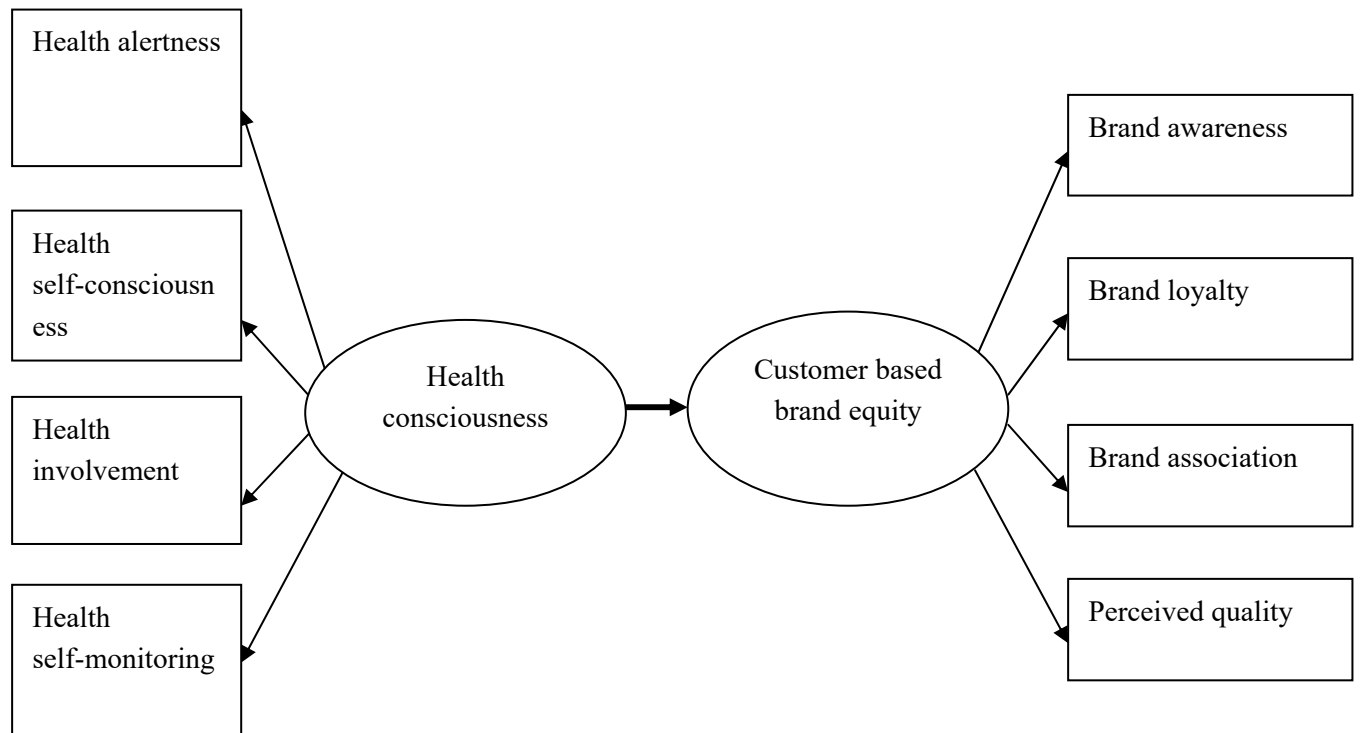 Health alertness
Health
self-consciousn
ess
Health
involvement
Health
self-monitoring
Health
consciousness
Customer based
brand equity
Brand awareness
Brand loyalty
Brand association
Perceived quality